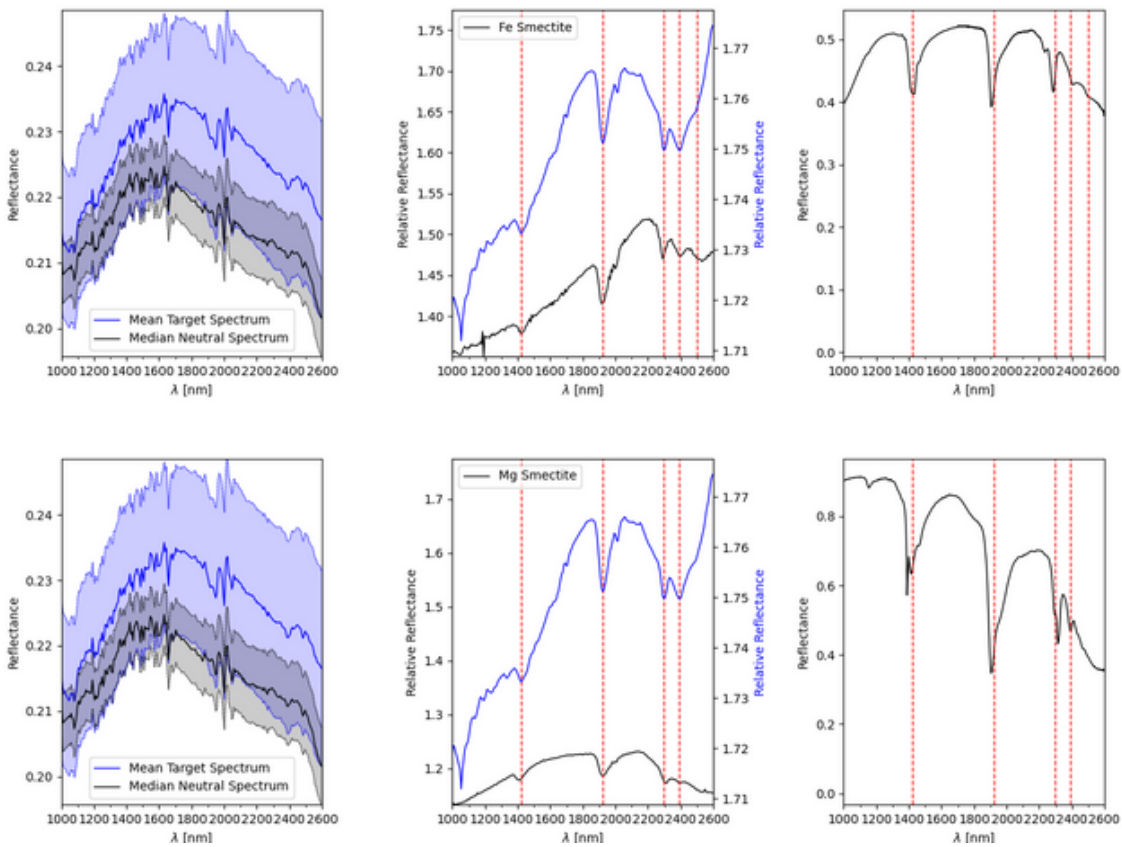 0.24
0.23
0.22
0.21
0.20
Reflectance
Mean Target Spectrum
Median Neutral Spectrum
1000 1200 1400 1600 1800 2000 2200 2400 2600
λ [nm]
Fe Smectite
1.75
1.70
1.65
1.60
1.55
1.50
1.45
1.40
Relative Reflectance
1.77
1.76
1.75
1.74
1.73
1.72
1.71
Relative Reflectance
1000 1200 1400 1600 1800 2000 2200 2400 2600
λ [nm]
0.5
0.4
0.3
0.2
0.1
0.0
Reflectance
1000 1200 1400 1600 1800 2000 2200 2400 2600
λ [nm]
0.24
0.23
0.22
0.21
0.20
Reflectance
Mean Target Spectrum
Median Neutral Spectrum
1000 1200 1400 1600 1800 2000 2200 2400 2600
λ [nm]
Mg Smectite
1.7
1.6
1.5
1.4
1.3
1.2
Relative Reflectance
1.77
1.76
1.75
1.74
1.73
1.72
1.71
Relative Reflectance
1000 1200 1400 1600 1800 2000 2200 2400 2600
λ [nm]
0.8
0.6
0.4
0.2
0.0
Reflectance
1000 1200 1400 1600 1800 2000 2200 2400 2600
λ [nm]